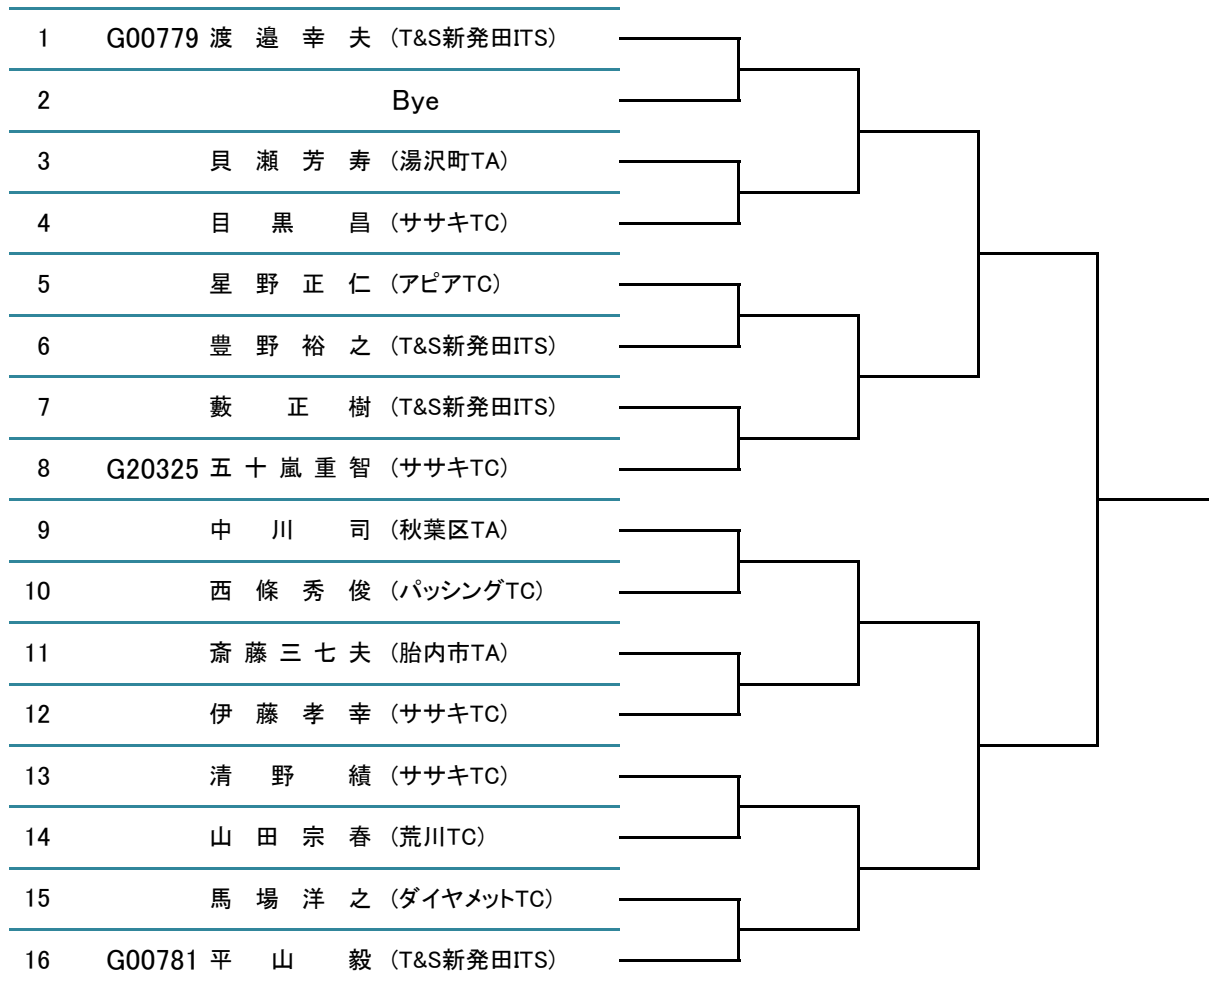 1 G00779 渡邉幸夫 (T&S新発田ITS)
2 Bye
3 貝瀬芳寿 (湯沢町TA)
4 目黒昌 (ササキTC)
5 星野正仁 (アピアTC)
6 豊野裕之 (T&S新発田ITS)
7 藪正樹 (T&S新発田ITS)
8 G20325 五十嵐重智 (ササキTC)
9 中川司 (秋葉区TA)
10 西條秀俊 (パッシングTC)
11 斎藤三七夫 (胎内市TA)
12 伊藤孝幸 (ササキTC)
13 清野績 (ササキTC)
14 山田宗春 (荒川TC)
15 馬場洋之 (ダイヤメットTC)
16 G00781 平山毅 (T&S新発田ITS)